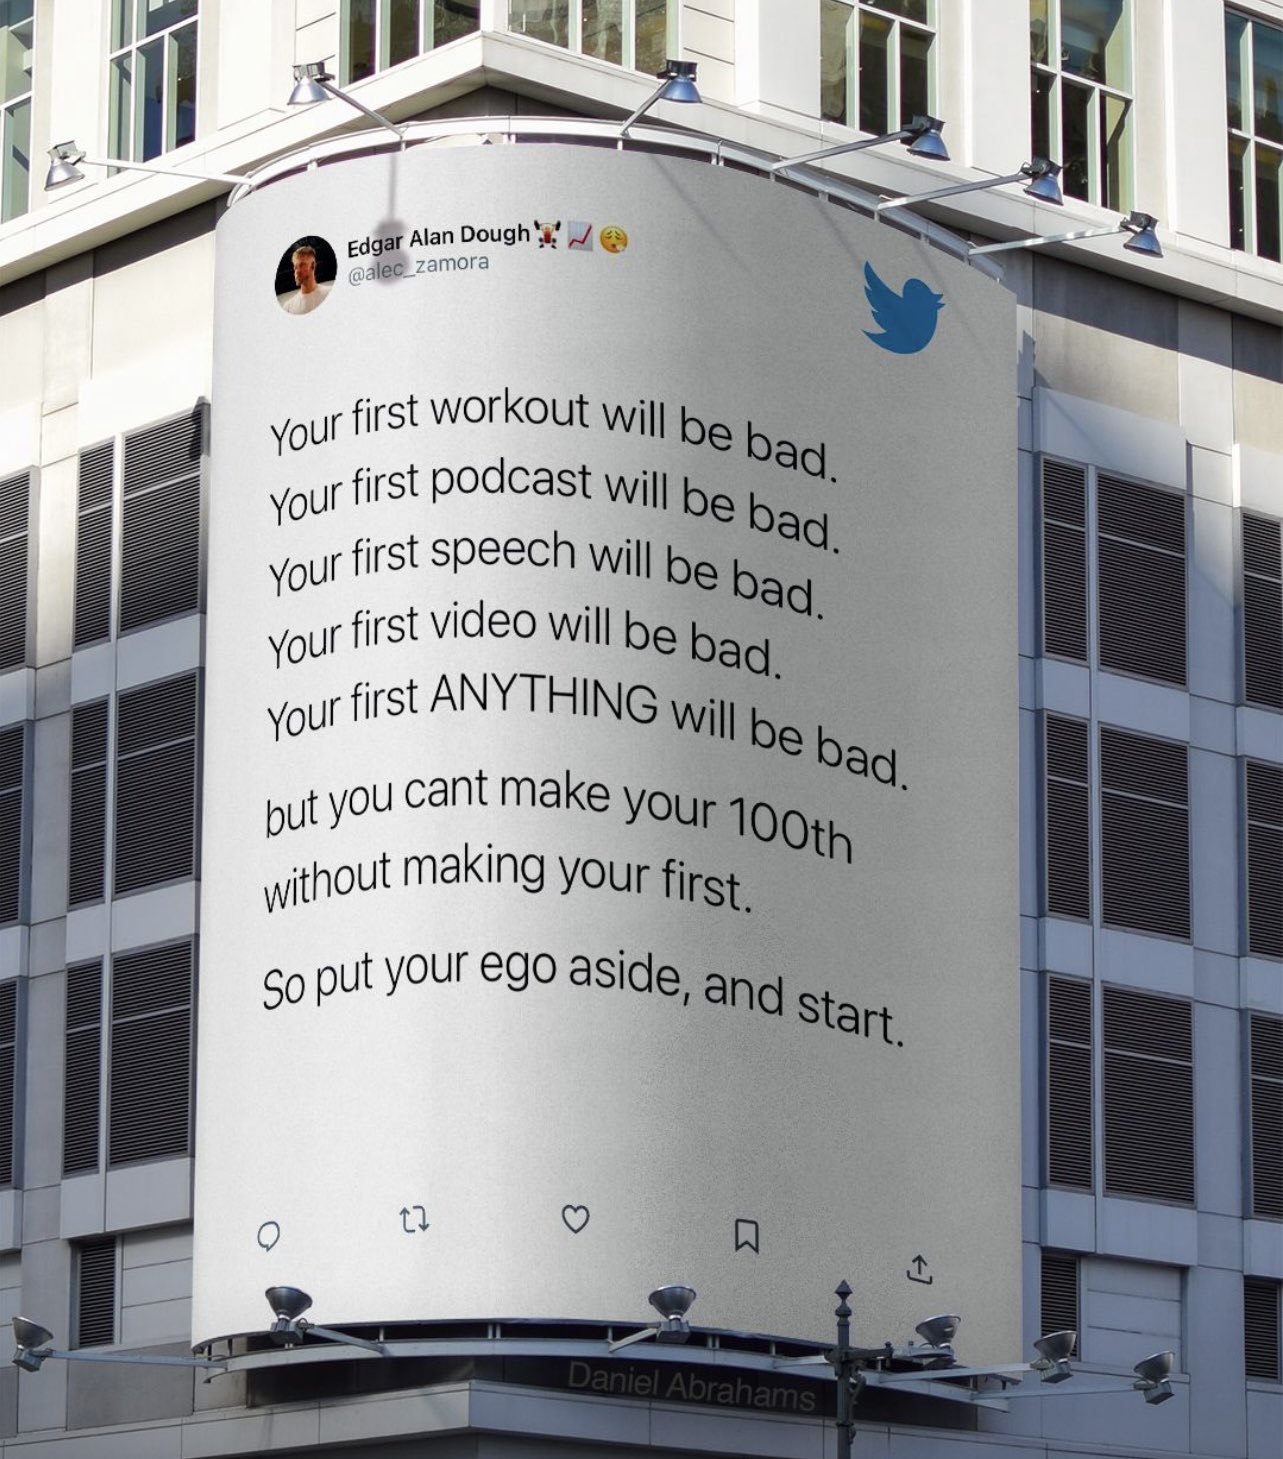 Edgar Alan Dough🏋️📈😮‍💨
@alec_zamora
Your first workout will be bad.
Your first podcast will be bad.
Your first speech will be bad.
Your first video will be bad.
Your first ANYTHING will be bad.
but you cant make your 100th
without making your first.
So put your ego aside, and start.
Daniel Abrahams